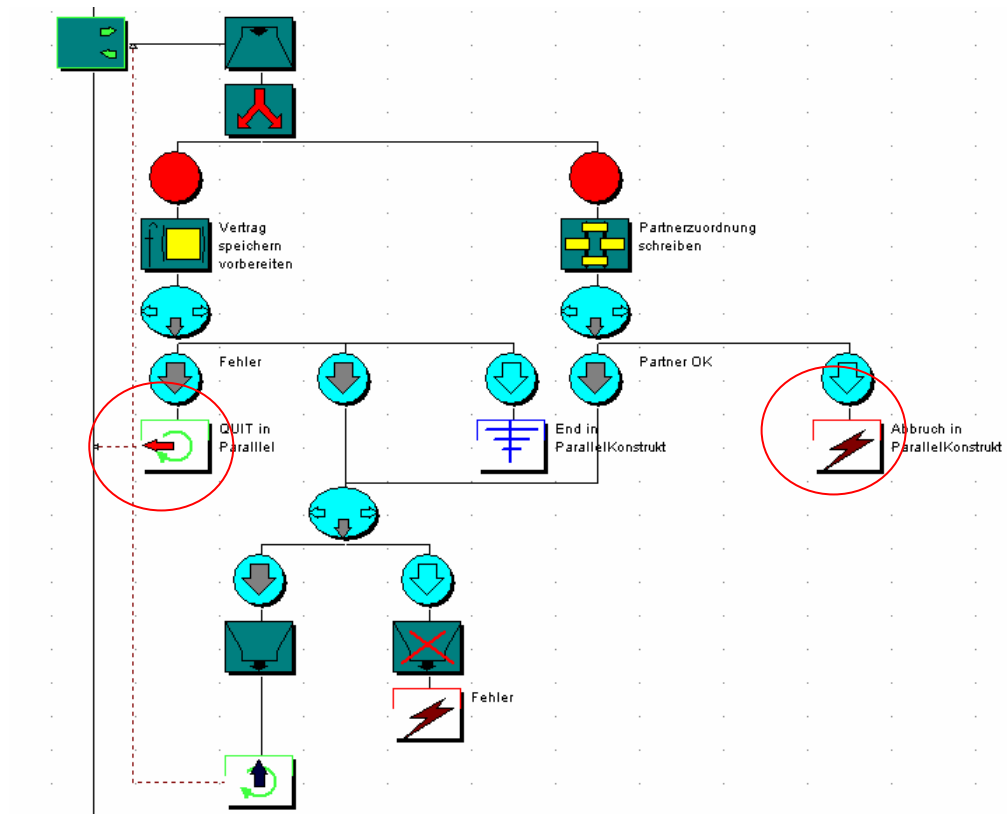 Vertrag
speichern
vorbereiten
Partnerzuordnung
schreiben
Fehler
Partner OK
QUIT in
Paralllel
End in
ParallelKonstrukt
Abbruch in
ParallelKonstrukt
Fehler